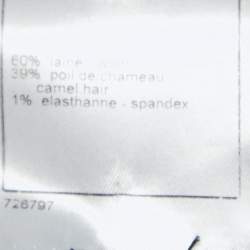 60% laine
39% poil de chameau
camel hair
1% elasthanne - spandex
726797